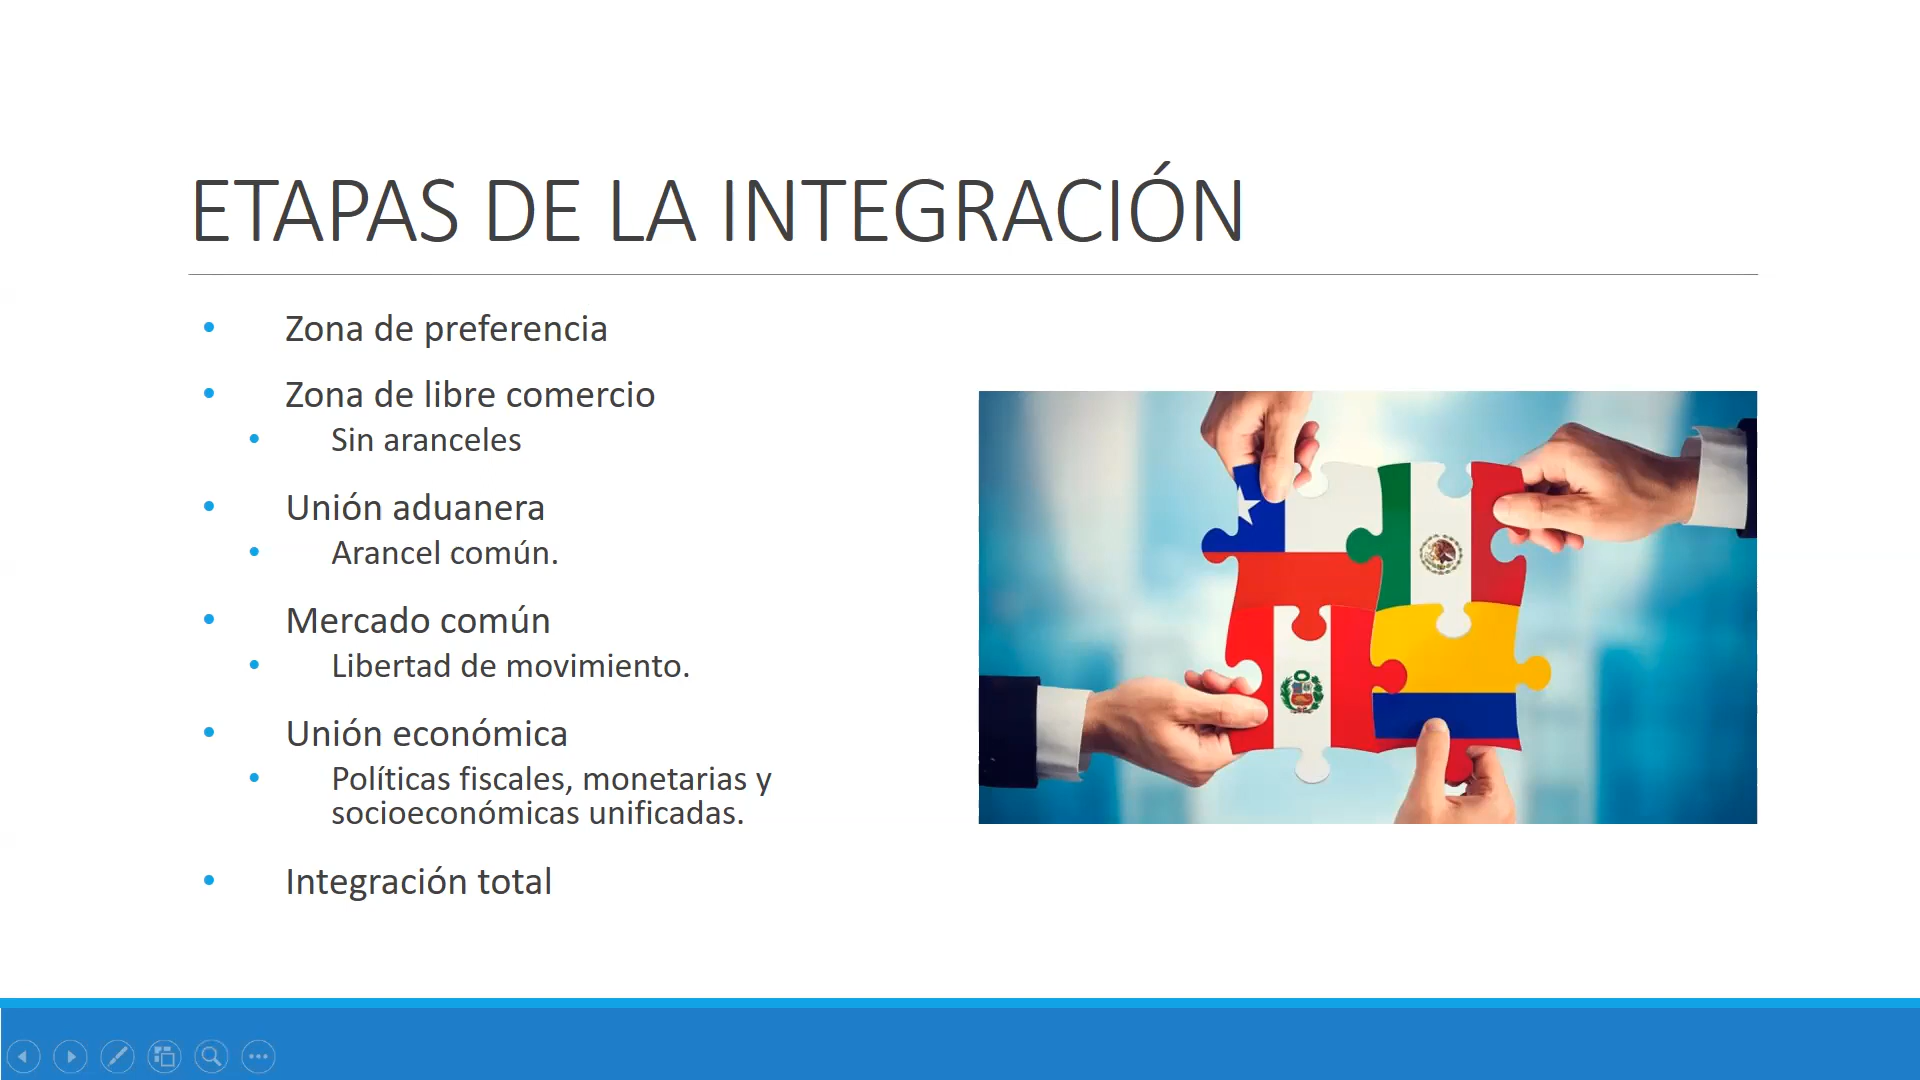 ETAPAS DE LA INTEGRACIÓN
• Zona de preferencia
• Zona de libre comercio
• Sin aranceles
• Unión aduanera
• Arancel común.
• Mercado común
• Libertad de movimiento.
• Unión económica
• Políticas fiscales, monetarias y
socioeconómicas unificadas.
• Integración total